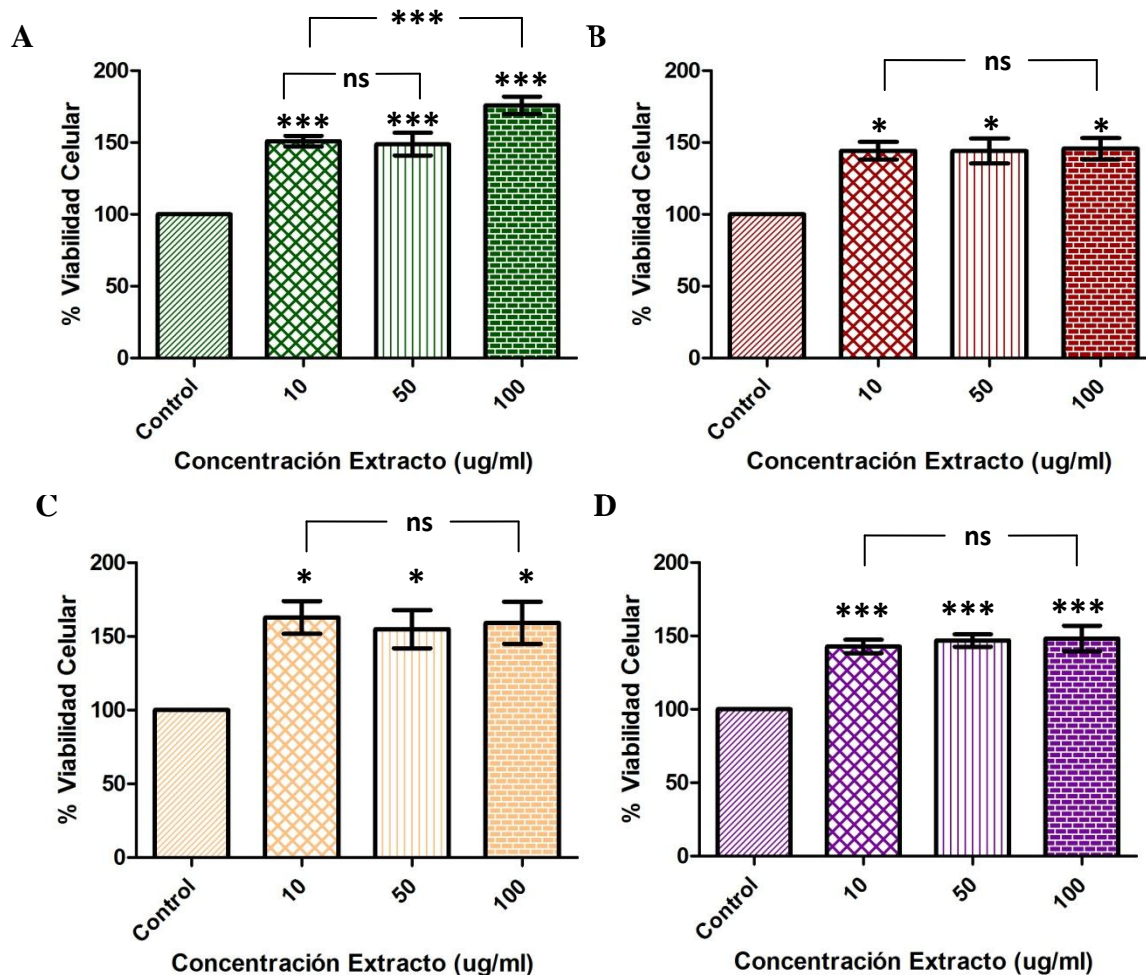 A
***
ns
***
***
***
% Viabilidad Celular
200
150
100
50
0
Control
10
50
100
Concentración Extracto (ug/ml)
B
ns
*
*
*
% Viabilidad Celular
200
150
100
50
0
Control
10
50
100
Concentración Extracto (ug/ml)
C
ns
*
*
*
% Viabilidad Celular
200
150
100
50
0
Control
10
50
100
Concentración Extracto (ug/ml)
D
ns
***
***
***
% Viabilidad Celular
200
150
100
50
0
Control
10
50
100
Concentración Extracto (ug/ml)